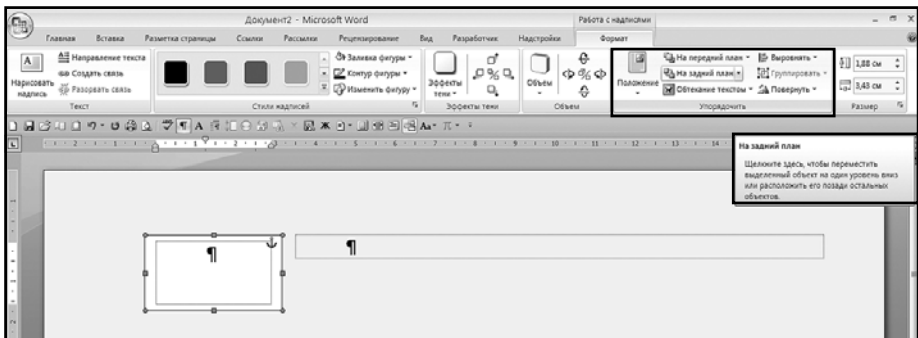 Документ2 - Microsoft Word
Работа с надписями
Главная Вставка Разметка страницы Ссылки Рассылки Рецензирование Вид Разработчик Надстройки Формат
Нарисовать надпись
Направление текста
Создать связь
Разорвать связь
Текст
Заливка фигуры
Контур фигуры
Изменить фигуру
Стили надписей
Эффекты тени
Эффекты тени
Объем
Объем
Положение
На передний план
На задний план
Обтекание текстом
Выровнять
Группировать
Повернуть
Упорядочить
1,88 см
3,43 см
Размер
На задний план
Щелкните здесь, чтобы переместить
выделенный объект на один уровень вниз
или расположить его позади остальных
объектов.
¶ ¶